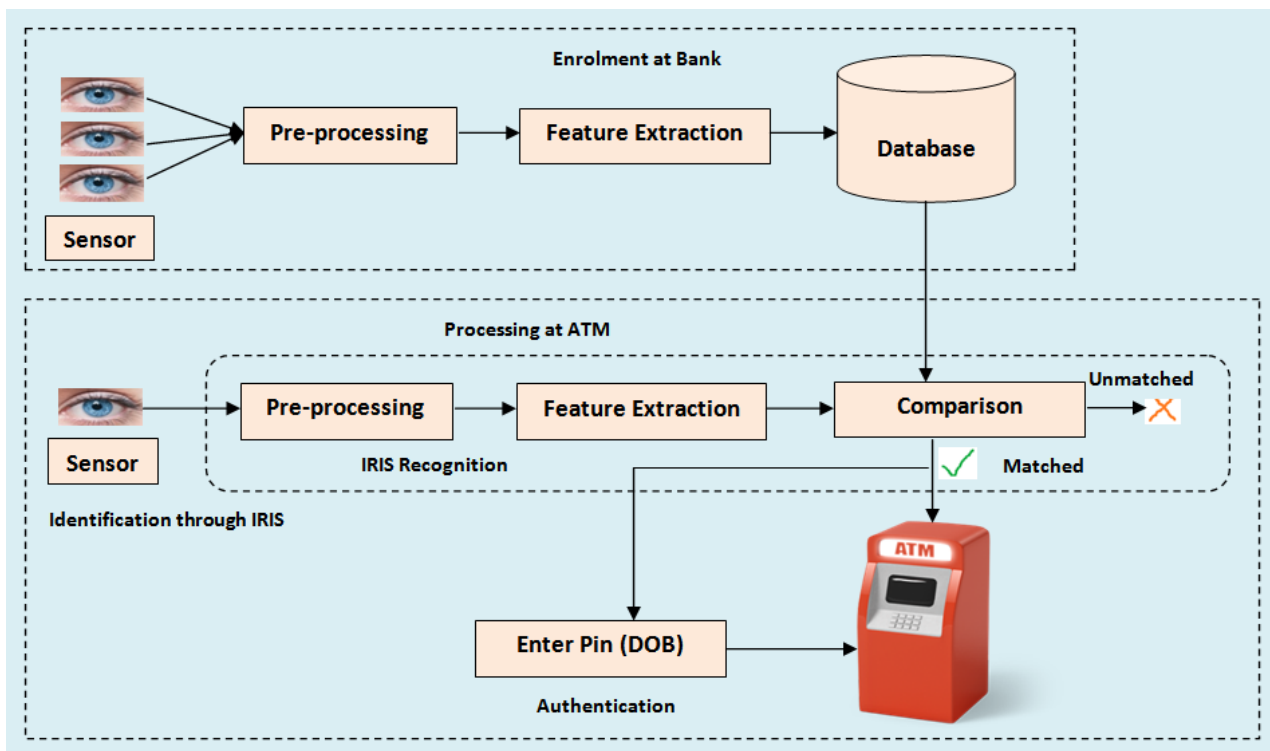 Enrolment at Bank
Pre-processing
Feature Extraction
Database
Sensor
Processing at ATM
Unmatched
Pre-processing
Feature Extraction
Comparison
Sensor
IRIS Recognition
Matched
Identification through IRIS
ATM
Enter Pin (DOB)
Authentication